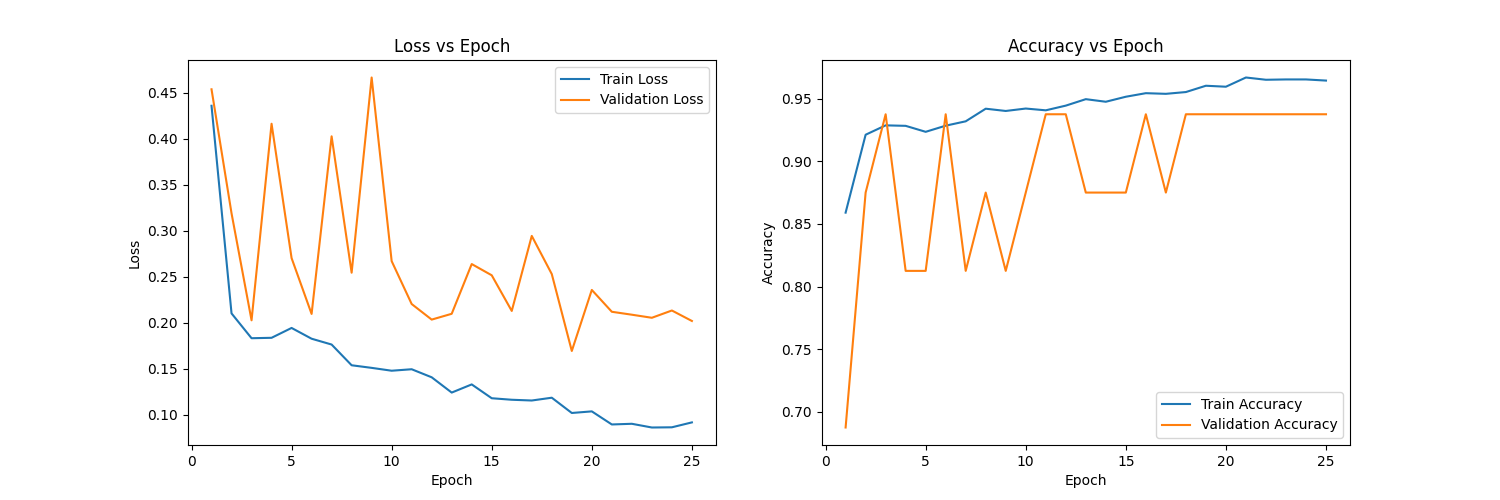 Loss vs Epoch
Train Loss
Validation Loss
0.45
0.40
0.35
0.30
0.25
0.20
0.15
0.10
Loss
0
5
10
15
20
25
Epoch
Accuracy vs Epoch
0.95
0.90
0.85
0.80
0.75
0.70
Accuracy
Train Accuracy
Validation Accuracy
0
5
10
15
20
25
Epoch